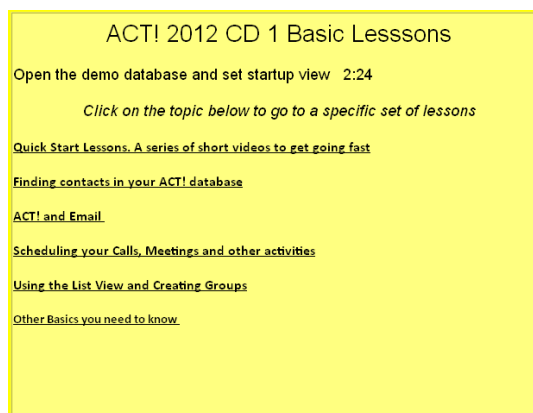 ACT! 2012 CD 1 Basic Lesssons
Open the demo database and set startup view 2:24
Click on the topic below to go to a specific set of lessons
Quick Start Lessons. A series of short videos to get going fast
Finding contacts in your ACT! database
ACT! and Email
Scheduling your Calls, Meetings and other activities
Using the List View and Creating Groups
Other Basics you need to know